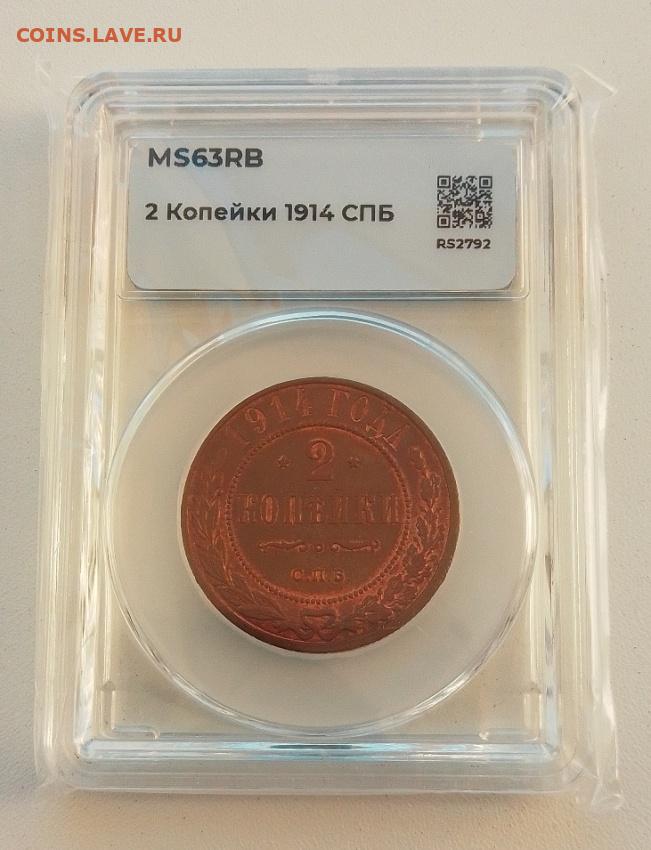 COINS.LAVE.RU
MS63RB
2 Копейки 1914 СПБ
RS2792
1914 ГОДА
2
КОПѢЙКИ
С.П.Б.